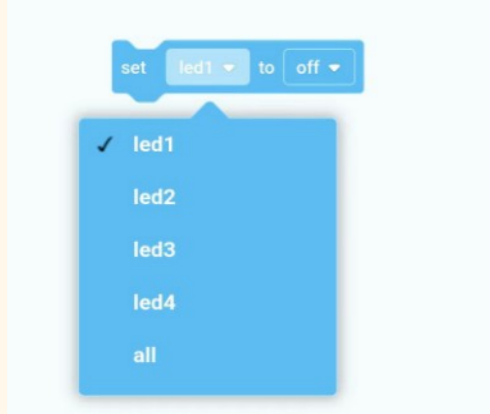 set led1 to off
✓ led1
led2
led3
led4
all